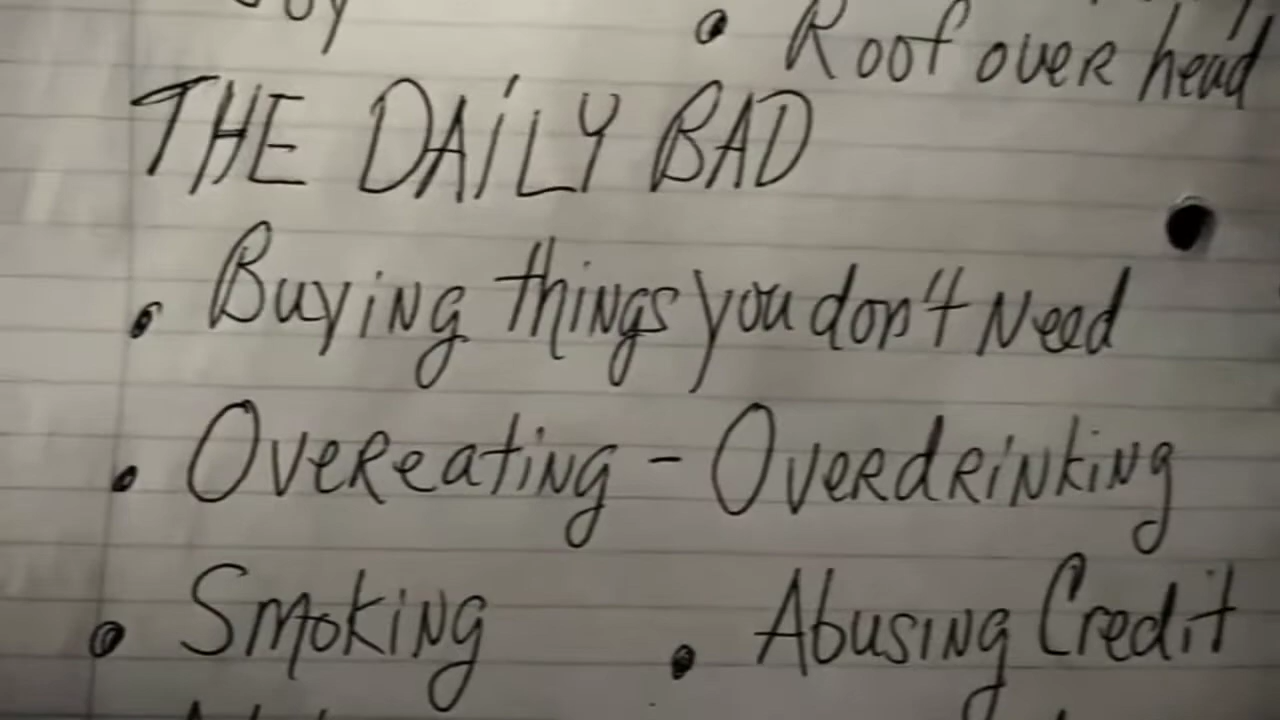 • Roof over head
THE DAILY BAD
• Buying things you don't Need
• Overeating - Overdrinking
• Smoking • Abusing Credit